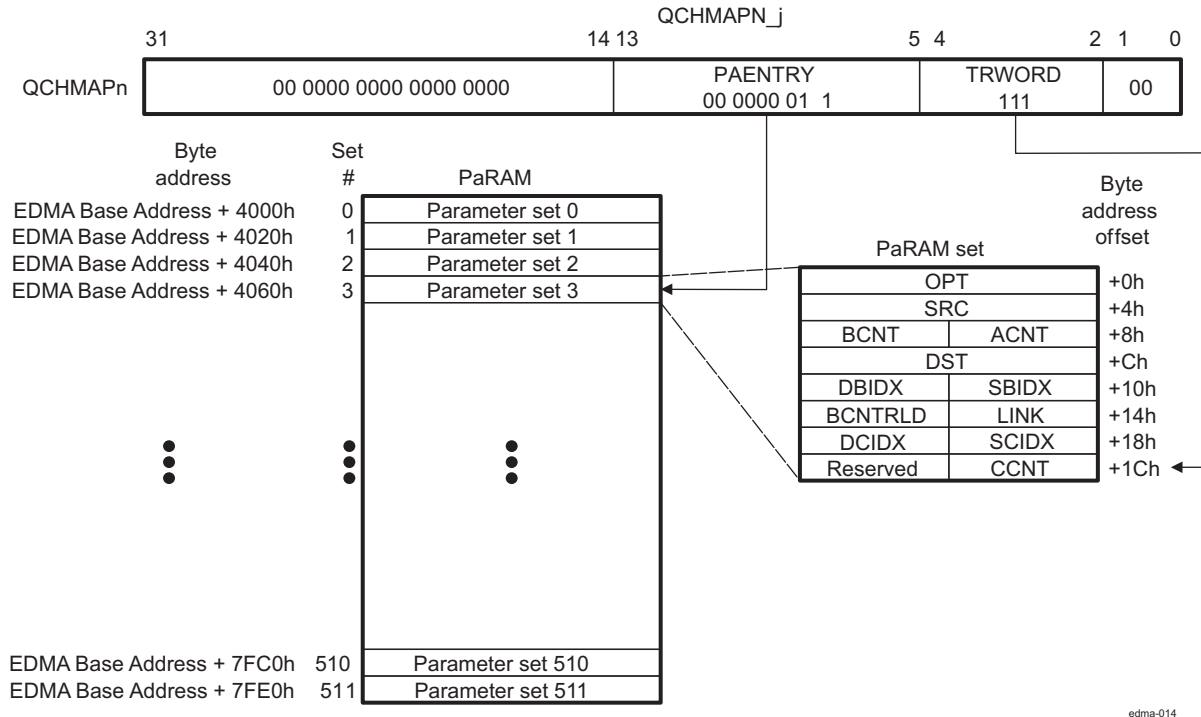 QCHMAPN_j
31 14 13 5 4 2 1 0
QCHMAPn 00 0000 0000 0000 0000 PAENTRY 00 0000 01 1 TRWORD 111 00
Byte address Set # PaRAM
EDMA Base Address + 4000h 0 Parameter set 0
EDMA Base Address + 4020h 1 Parameter set 1
EDMA Base Address + 4040h 2 Parameter set 2
EDMA Base Address + 4060h 3 Parameter set 3
EDMA Base Address + 7FC0h 510 Parameter set 510
EDMA Base Address + 7FE0h 511 Parameter set 511
PaRAM set Byte address offset
OPT +0h
SRC +4h
BCNT ACNT +8h
DST +Ch
DBIDX SBIDX +10h
BCNTRLD LINK +14h
DCIDX SCIDX +18h
Reserved CCNT +1Ch
edma-014